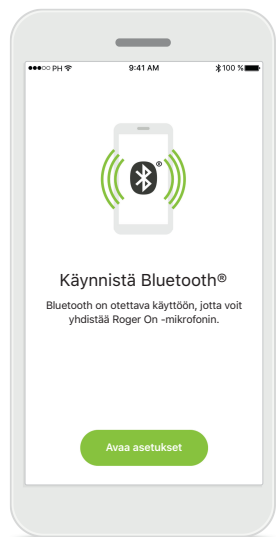 PH 9:41 AM 100 %
®
Käynnistä Bluetooth®
Bluetooth on otettava käyttöön, jotta voit
yhdistää Roger On -mikrofonin.
Avaa asetukset